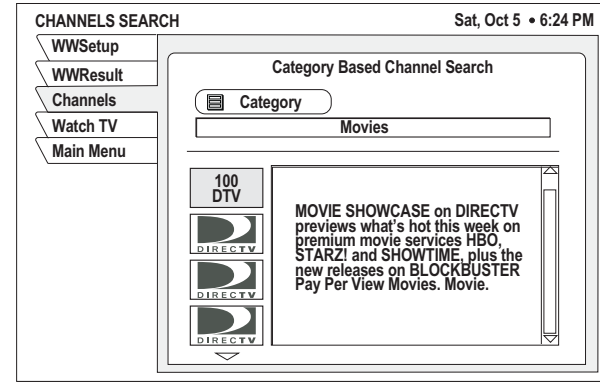 CHANNELS SEARCH
Sat, Oct 5 • 6:24 PM
WWSetup
WWResult
Channels
Watch TV
Main Menu
Category Based Channel Search
Category
Movies
100
DTV
DIRECTV
DIRECTV
DIRECTV
MOVIE SHOWCASE on DIRECTV
previews what's hot this week on
premium movie services HBO,
STARZ! and SHOWTIME, plus the
new releases on BLOCKBUSTER
Pay Per View Movies. Movie.